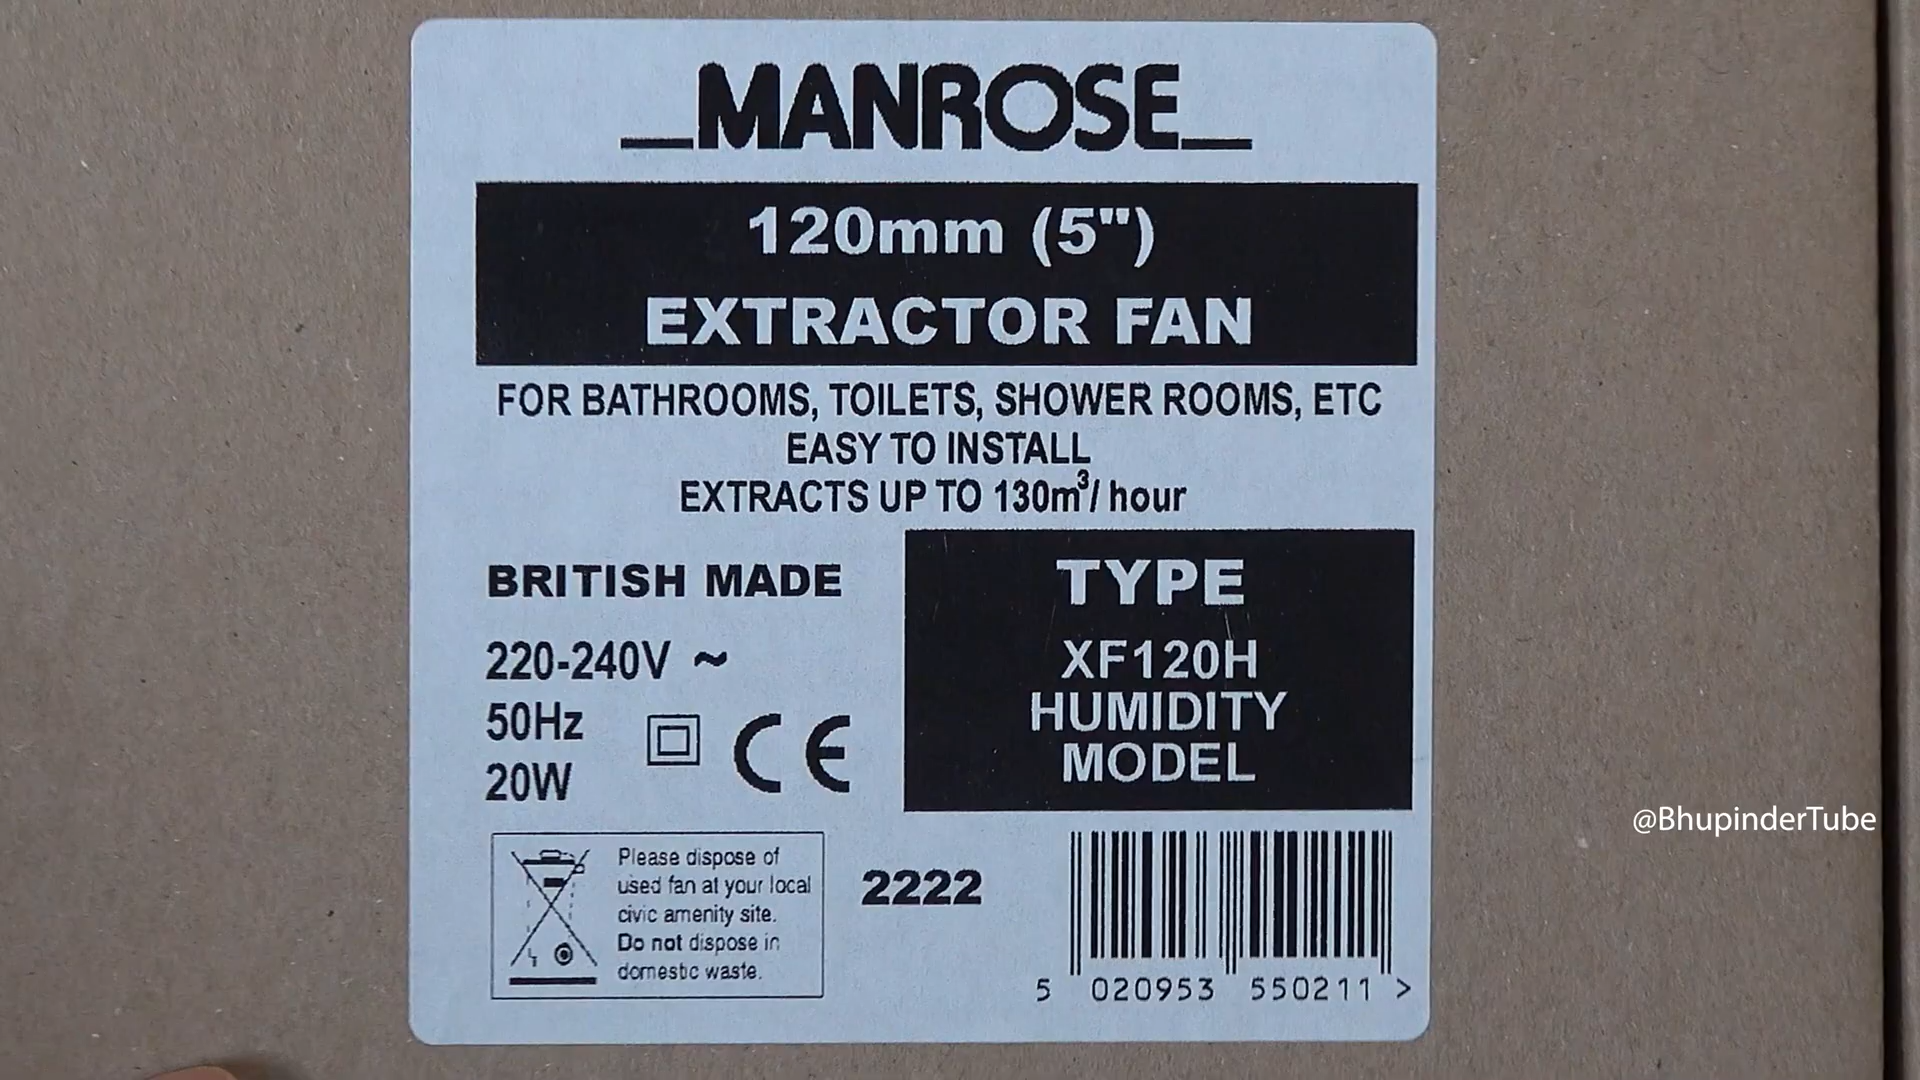 MANROSE
120mm (5")
EXTRACTOR FAN
FOR BATHROOMS, TOILETS, SHOWER ROOMS, ETC
EASY TO INSTALL
EXTRACTS UP TO 130m³/ hour
BRITISH MADE
220-240V ~
50Hz
20W
CE
TYPE
XF120H
HUMIDITY
MODEL
@BhupinderTube
Please dispose of
used fan at your local
civic amenity site.
Do not dispose in
domestic waste.
2222
5 020953 550211 >